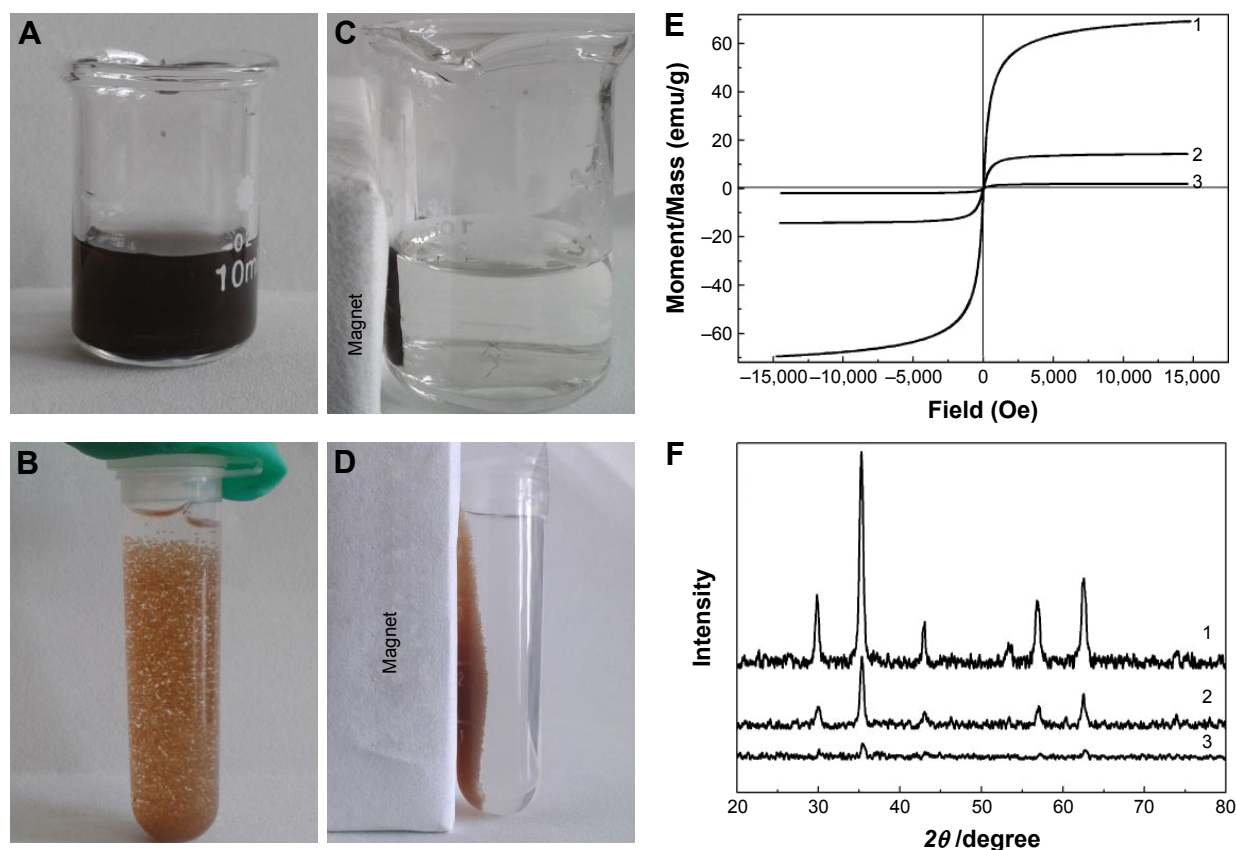 A
C
oL
10m
10
Magnet
B
D
Magnet
E
Moment/Mass (emu/g)
60
40
20
0
–20
–40
–60
1
2
3
–15,000 –10,000 –5,000 0 5,000 10,000 15,000
Field (Oe)
F
Intensity
1
2
3
20 30 40 50 60 70 80
2θ /degree